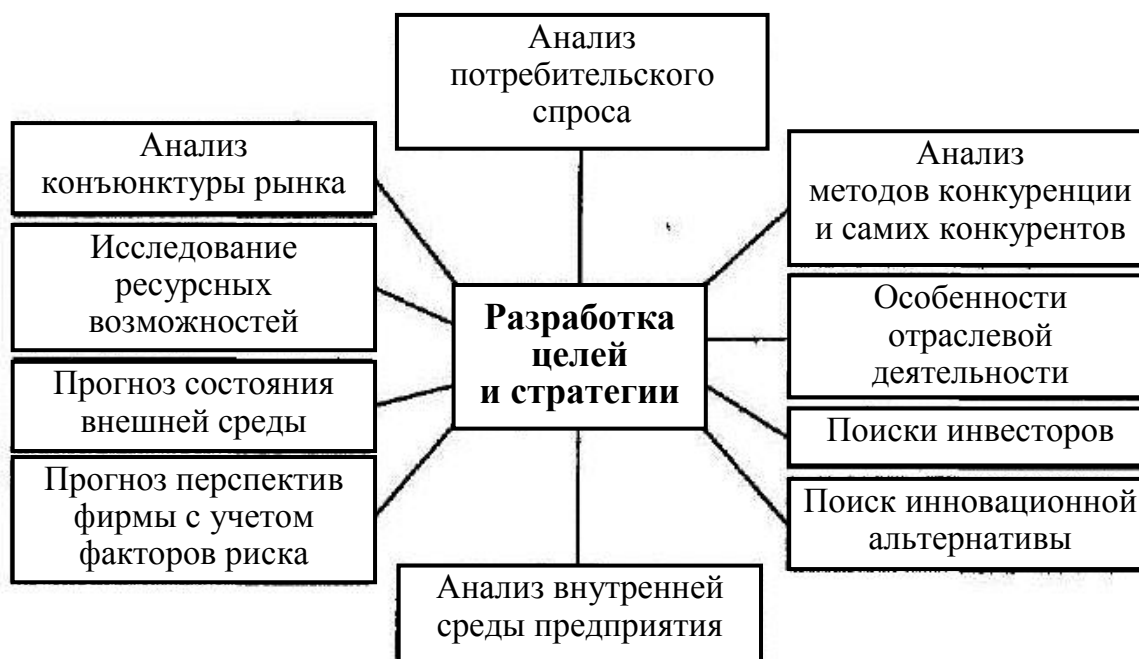 Анализ
потребительского
спроса
Анализ
конъюнктуры рынка
Исследование
ресурсных
возможностей
Прогноз состояния
внешней среды
Прогноз перспектив
фирмы с учетом
факторов риска
Разработка
целей
и стратегии
Анализ
методов конкуренции
и самих конкурентов
Особенности
отраслевой
деятельности
Поиски инвесторов
Поиск инновационной
альтернативы
Анализ внутренней
среды предприятия